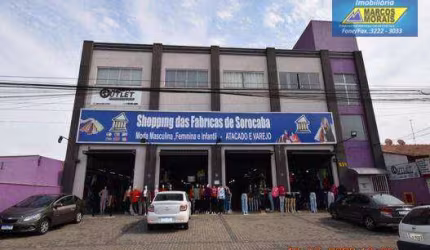 Imobiliária
MARCOS
MORAIS
Fone/Fax: 3222 - 3033
OUTLET
Shopping das Fabricas de Sorocaba
Moda Masculina, Feminina e Infantil - ATACADO E VAREJO